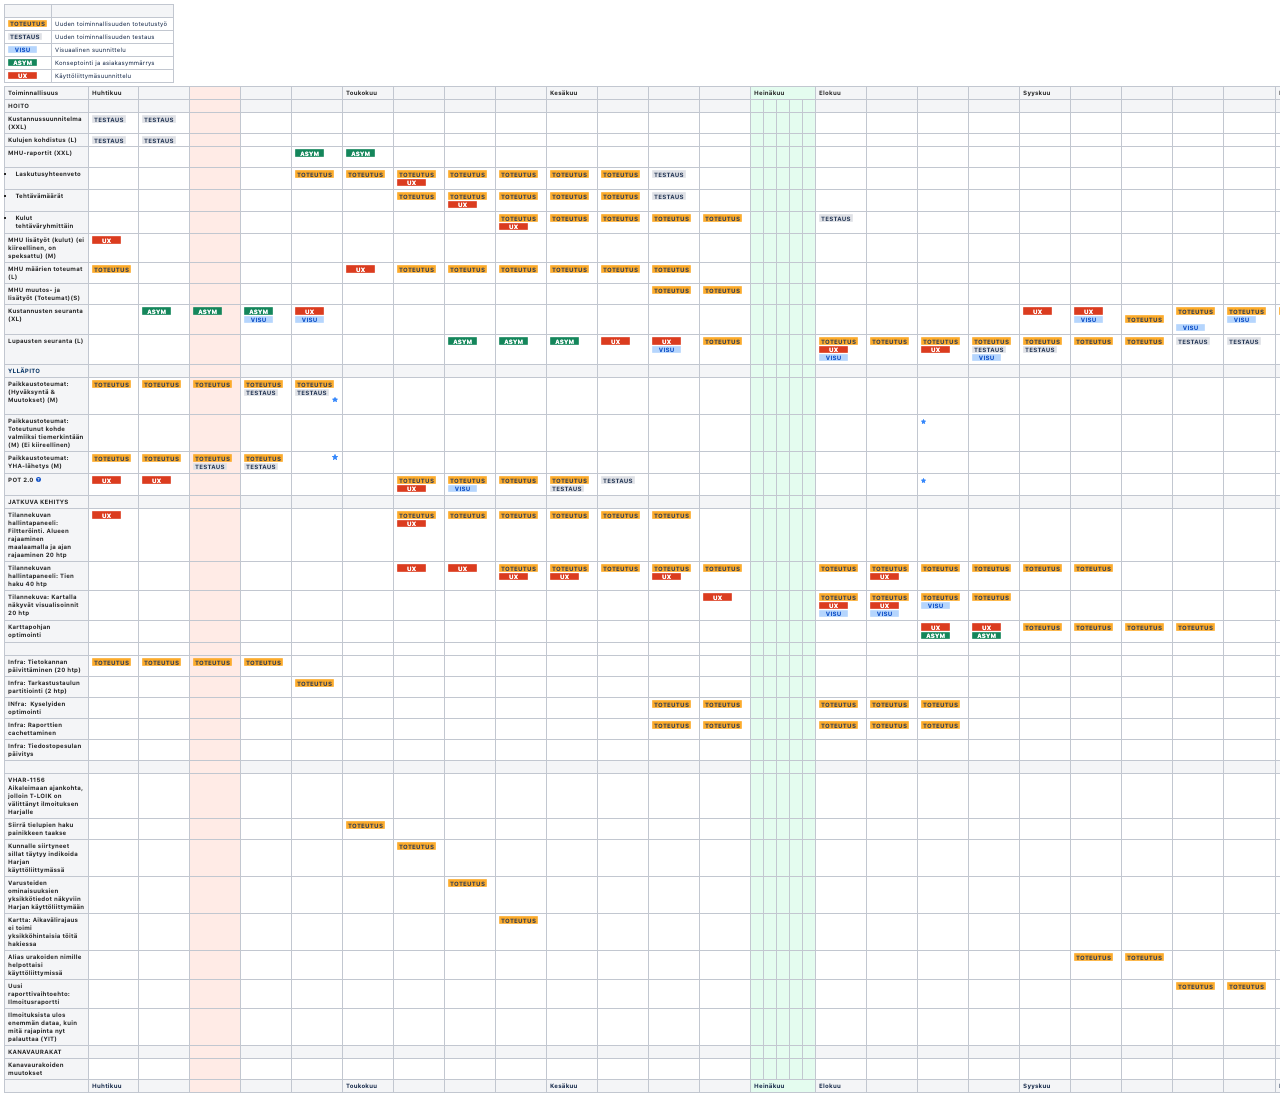 TOTEUTUS Uuden toiminnallisuuden toteutustyö
TESTAUS Uuden toiminnallisuuden testaus
VISU Visuaalinen suunnittelu
ASYM Konseptointi ja asiakasymmärrys
UX Käyttöliittymäsuunnittelu
Toiminnallisuus Huhtikuu Toukokuu Kesäkuu Heinäkuu Elokuu Syyskuu
HOITO
Kustannussuunnitelma TESTAUS TESTAUS
(XXL)
Kulujen kohdistus (L) TESTAUS TESTAUS
MHU-raportit (XXL) ASYM ASYM
• Laskutusyhteenveto TOTEUTUS TOTEUTUS TOTEUTUS TOTEUTUS TOTEUTUS TOTEUTUS TOTEUTUS TESTAUS
UX
• Tehtävämäärät TOTEUTUS TOTEUTUS TOTEUTUS TOTEUTUS TOTEUTUS TESTAUS
UX
• Kulut TOTEUTUS TOTEUTUS TOTEUTUS TOTEUTUS TOTEUTUS TESTAUS
tehtäväryhmittäin UX
MHU lisätyöt (kulut) (ei UX
kiireellinen, on
speksattu) (M)
MHU määrien toteumat TOTEUTUS UX TOTEUTUS TOTEUTUS TOTEUTUS TOTEUTUS TOTEUTUS TOTEUTUS
(L)
MHU muutos- ja TOTEUTUS TOTEUTUS
lisätyöt (Toteumat)(S)
Kustannusten seuranta ASYM ASYM ASYM UX UX UX TOTEUTUS TOTEUTUS
(XL) VISU VISU VISU TOTEUTUS VISU
VISU
Lupausten seuranta (L) ASYM ASYM ASYM UX UX TOTEUTUS TOTEUTUS TOTEUTUS TOTEUTUS TOTEUTUS TOTEUTUS TOTEUTUS TOTEUTUS TESTAUS TESTAUS
VISU UX UX TESTAUS TESTAUS
VISU VISU
YLLÄPITO
Paikkaustoteumat: TOTEUTUS TOTEUTUS TOTEUTUS TOTEUTUS TOTEUTUS
(Hyväksyntä & TESTAUS TESTAUS
Muutokset) (M)
Paikkaustoteumat:
Toteutunut kohde
valmiiksi tiemerkintään
(M) (Ei kiireellinen)
Paikkaustoteumat: TOTEUTUS TOTEUTUS TOTEUTUS TOTEUTUS
YHA-lähetys (M) TESTAUS TESTAUS
POT 2.0 UX UX TOTEUTUS TOTEUTUS TOTEUTUS TOTEUTUS TESTAUS
UX VISU TESTAUS
JATKUVA KEHITYS
Tilannekuvan UX TOTEUTUS TOTEUTUS TOTEUTUS TOTEUTUS TOTEUTUS TOTEUTUS
hallintapaneeli: UX
Filtteröinti. Alueen
rajaaminen
maalaamalla ja ajan
rajaaminen 20 htp
Tilannekuvan UX UX TOTEUTUS TOTEUTUS TOTEUTUS TOTEUTUS TOTEUTUS TOTEUTUS TOTEUTUS TOTEUTUS TOTEUTUS TOTEUTUS TOTEUTUS
hallintapaneeli: Tien UX UX UX UX
haku 40 htp
Tilannekuva: Kartalla UX TOTEUTUS TOTEUTUS TOTEUTUS TOTEUTUS
näkyvät visualisoinnit UX UX VISU
20 htp VISU VISU
Karttapohjan UX UX TOTEUTUS TOTEUTUS TOTEUTUS TOTEUTUS
optimointi ASYM ASYM
Infra: Tietokannan TOTEUTUS TOTEUTUS TOTEUTUS TOTEUTUS
päivittäminen (20 htp)
Infra: Tarkastustaulun TOTEUTUS
partitiointi (2 htp)
INfra: Kyselyiden TOTEUTUS TOTEUTUS TOTEUTUS TOTEUTUS TOTEUTUS
optimointi
Infra: Raporttien TOTEUTUS TOTEUTUS TOTEUTUS TOTEUTUS TOTEUTUS
cachettaminen
Infra: Tiedostopesulan
päivitys
VHAR-1156
Aikaleimaan ajankohta,
jolloin T-LOIK on
välittänyt ilmoituksen
Harjalle
Siirrä tielupien haku TOTEUTUS
painikkeen taakse
Kunnalle siirtyneet TOTEUTUS
sillat täytyy indikoida
Harjan
käyttöliittymässä
Varusteiden TOTEUTUS
ominaisuuksien
yksikkötiedot näkyviin
Harjan käyttöliittymään
Kartta: Aikavälirajaus TOTEUTUS
ei toimi
yksikköhintaisia töitä
hakiessa
Alias urakoiden nimille TOTEUTUS TOTEUTUS
helpottaisi
käyttöliittymissä
Uusi TOTEUTUS TOTEUTUS
raporttivaihtoehto:
Ilmoitusraportti
Ilmoituksista ulos
enemmän dataa, kuin
mitä rajapinta nyt
palauttaa (YIT)
KANAVAURAKAT
Kanavaurakoiden
muutokset
Huhtikuu Toukokuu Kesäkuu Heinäkuu Elokuu Syyskuu